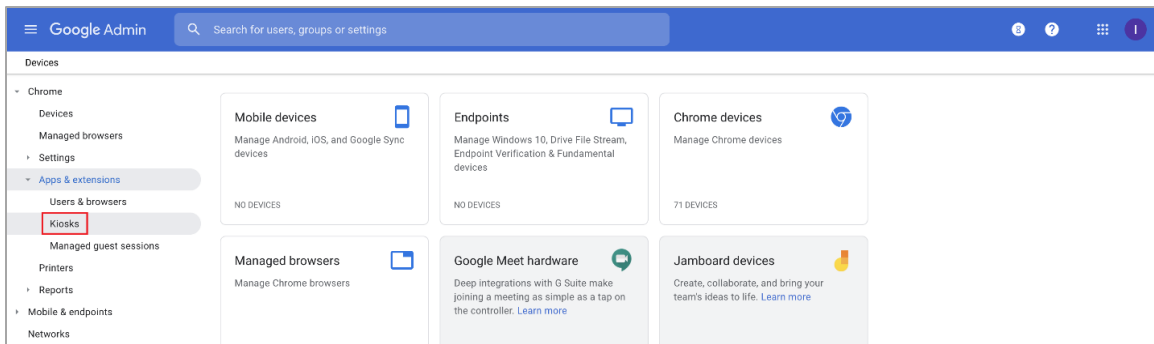 Google Admin
Search for users, groups or settings
8
?
I
Devices
Chrome
Devices
Managed browsers
Settings
Apps & extensions
Users & browsers
Kiosks
Managed guest sessions
Printers
Reports
Mobile & endpoints
Networks
Mobile devices
Manage Android, iOS, and Google Sync
devices
NO DEVICES
Endpoints
Manage Windows 10, Drive File Stream,
Endpoint Verification & Fundamental
devices
NO DEVICES
Chrome devices
Manage Chrome devices
71 DEVICES
Managed browsers
Manage Chrome browsers
Google Meet hardware
Deep integrations with G Suite make
joining a meeting as simple as a tap on
the controller. Learn more
Jamboard devices
Create, collaborate, and bring your
team's ideas to life. Learn more